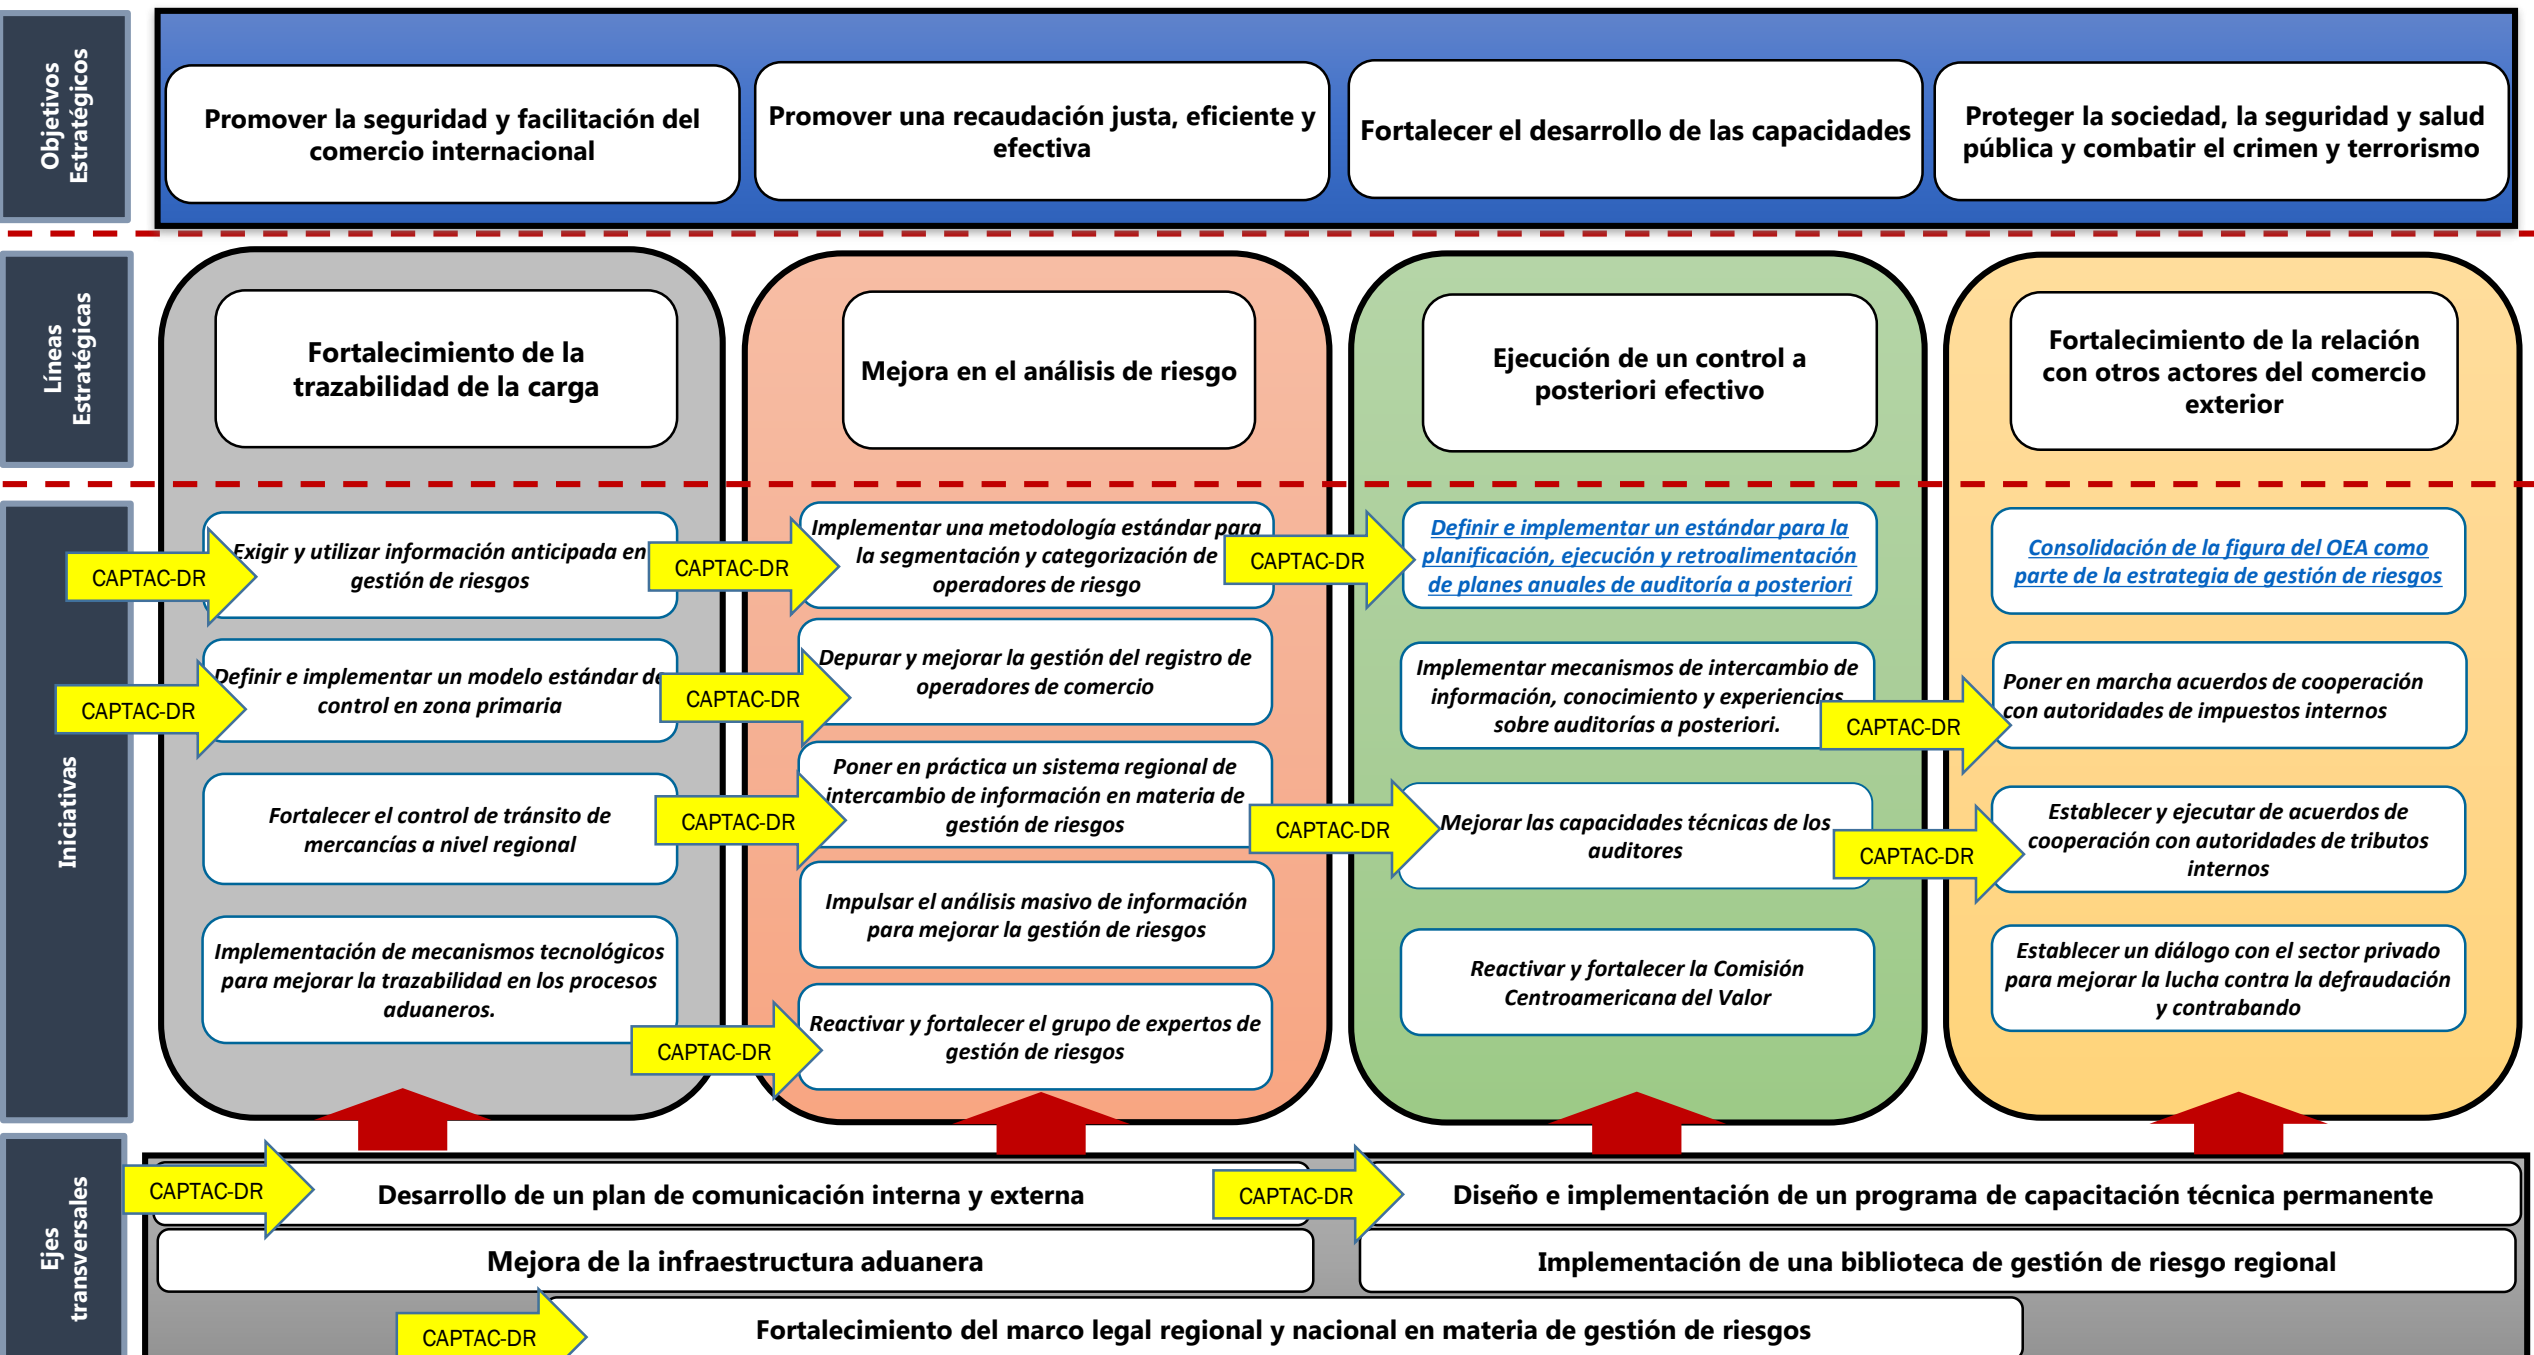 Objetivos
Estratégicos
Promover la seguridad y facilitación del
comercio internacional
Promover una recaudación justa, eficiente y
efectiva
Fortalecer el desarrollo de las capacidades
Proteger la sociedad, la seguridad y salud
pública y combatir el crimen y terrorismo
Líneas
Estratégicas
Fortalecimiento de la
trazabilidad de la carga
Mejora en el análisis de riesgo
Ejecución de un control a
posteriori efectivo
Fortalecimiento de la relación
con otros actores del comercio
exterior
Iniciativas
CAPTAC-DR
Exigir y utilizar información anticipada en
gestión de riesgos
CAPTAC-DR
Definir e implementar un modelo estándar de
control en zona primaria
Fortalecer el control de tránsito de
mercancías a nivel regional
Implementación de mecanismos tecnológicos
para mejorar la trazabilidad en los procesos
aduaneros.
CAPTAC-DR
Implementar una metodología estándar para
la segmentación y categorización de
operadores de riesgo
CAPTAC-DR
Depurar y mejorar la gestión del registro de
operadores de comercio
CAPTAC-DR
Poner en práctica un sistema regional de
intercambio de información en materia de
gestión de riesgos
Impulsar el análisis masivo de información
para mejorar la gestión de riesgos
CAPTAC-DR
Reactivar y fortalecer el grupo de expertos de
gestión de riesgos
CAPTAC-DR
Definir e implementar un estándar para la
planificación, ejecución y retroalimentación
de planes anuales de auditoría a posteriori
Implementar mecanismos de intercambio de
información, conocimiento y experiencias
sobre auditorías a posteriori.
CAPTAC-DR
Mejorar las capacidades técnicas de los
auditores
Reactivar y fortalecer la Comisión
Centroamericana del Valor
Consolidación de la figura del OEA como
parte de la estrategia de gestión de riesgos
CAPTAC-DR
Poner en marcha acuerdos de cooperación
con autoridades de impuestos internos
CAPTAC-DR
Establecer y ejecutar de acuerdos de
cooperación con autoridades de tributos
internos
Establecer un diálogo con el sector privado
para mejorar la lucha contra la defraudación
y contrabando
Ejes
transversales
CAPTAC-DR
Desarrollo de un plan de comunicación interna y externa
CAPTAC-DR
Diseño e implementación de un programa de capacitación técnica permanente
Mejora de la infraestructura aduanera
Implementación de una biblioteca de gestión de riesgo regional
CAPTAC-DR
Fortalecimiento del marco legal regional y nacional en materia de gestión de riesgos